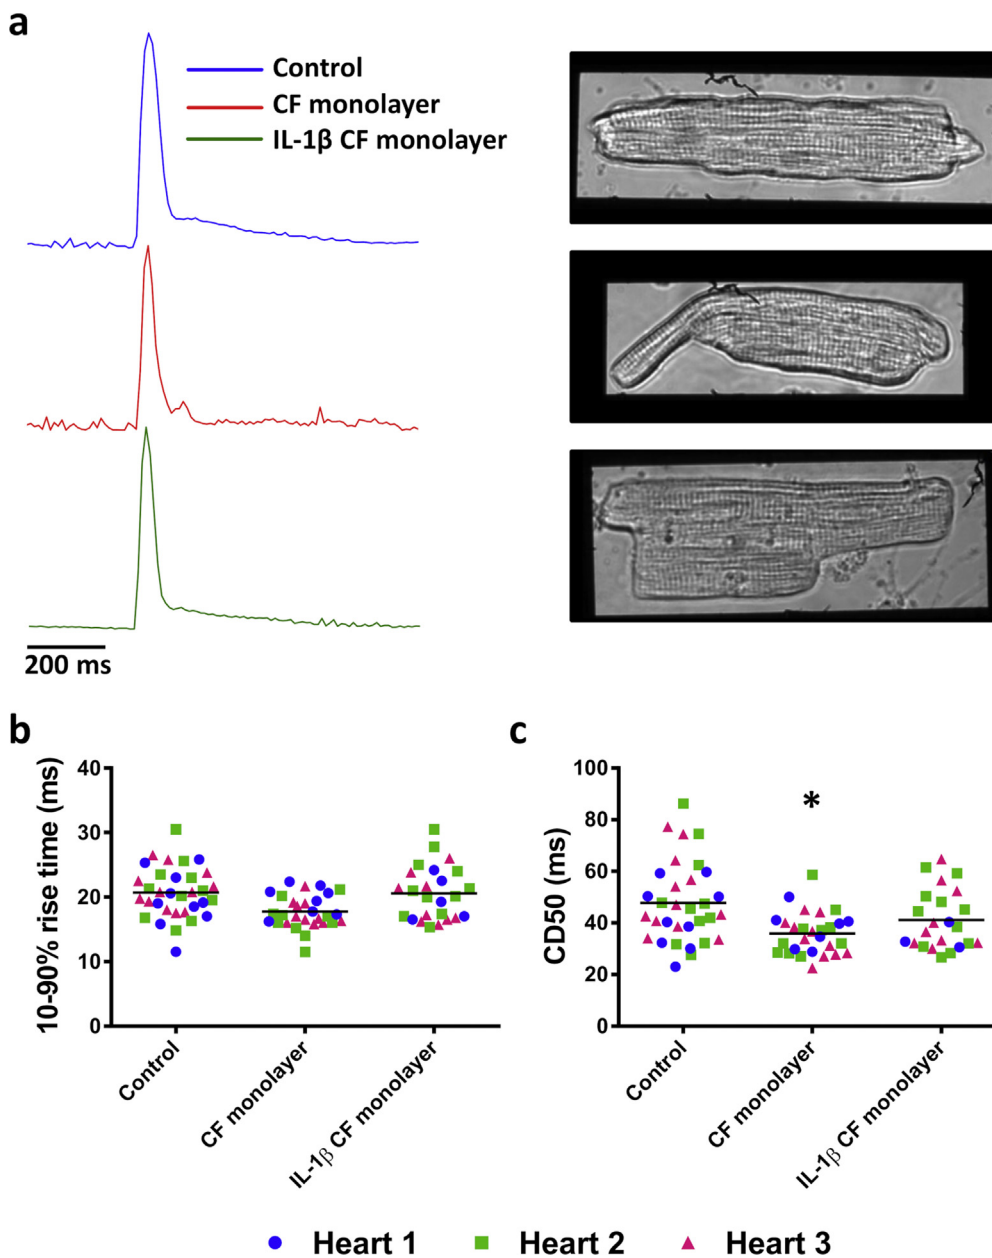 a
Control
CF monolayer
IL-1β CF monolayer
200 ms
b
c
10-90% rise time (ms)
40
30
20
10
0
Control
CF monolayer
IL-1β CF monolayer
CD50 (ms)
100
80
60
40
20
0
*
Control
CF monolayer
IL-1β CF monolayer
Heart 1
Heart 2
Heart 3